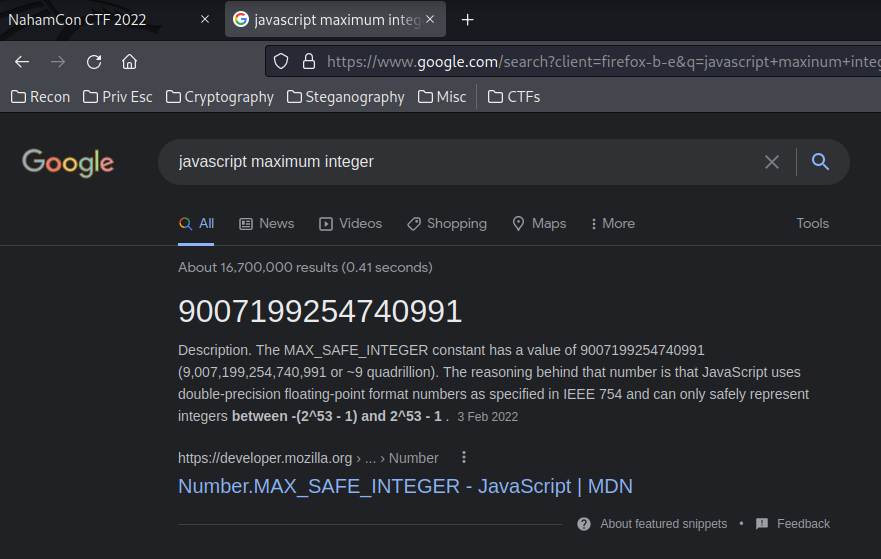 NahamCon CTF 2022
javascript maximum integ
https://www.google.com/search?client=firefox-b-e&q=javascript+maxinum+integ
Recon Priv Esc Cryptography Steganography Misc CTFs
Google
javascript maximum integer
All News Videos Shopping Maps More Tools
About 16,700,000 results (0.41 seconds)
9007199254740991
Description. The MAX_SAFE_INTEGER constant has a value of 9007199254740991
(9,007,199,254,740,991 or ~9 quadrillion). The reasoning behind that number is that JavaScript uses
double-precision floating-point format numbers as specified in IEEE 754 and can only safely represent
integers between -(2^53 - 1) and 2^53 - 1 . 3 Feb 2022
https://developer.mozilla.org › ... › Number
Number.MAX_SAFE_INTEGER - JavaScript | MDN
About featured snippets • Feedback